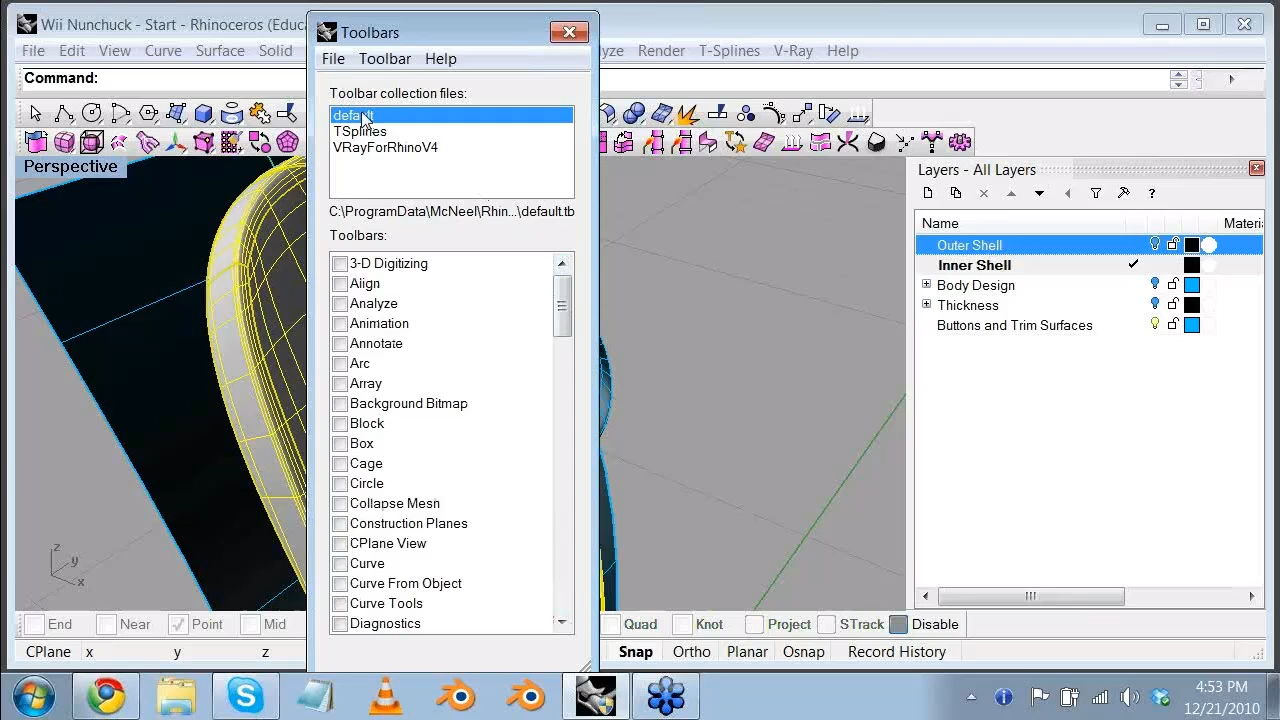 Wii Nunchuck - Start - Rhinoceros (Educa
File Edit View Curve Surface Solid
yze Render T-Splines V-Ray Help
Command:
Toolbars
File Toolbar Help
Toolbar collection files:
default
TSplines
VRayForRhinoV4
C:\ProgramData\McNeel\Rhin...\default.tb
Toolbars:
3-D Digitizing
Align
Analyze
Animation
Annotate
Arc
Array
Background Bitmap
Block
Box
Cage
Circle
Collapse Mesh
Construction Planes
CPlane View
Curve
Curve From Object
Curve Tools
Diagnostics
Perspective
z
y
x
Layers - All Layers
Name Materi
Outer Shell
Inner Shell
Body Design
Thickness
Buttons and Trim Surfaces
End Near Point Mid
Quad Knot Project STrack Disable
CPlane x y z
Snap Ortho Planar Osnap Record History
4:53 PM
12/21/2010